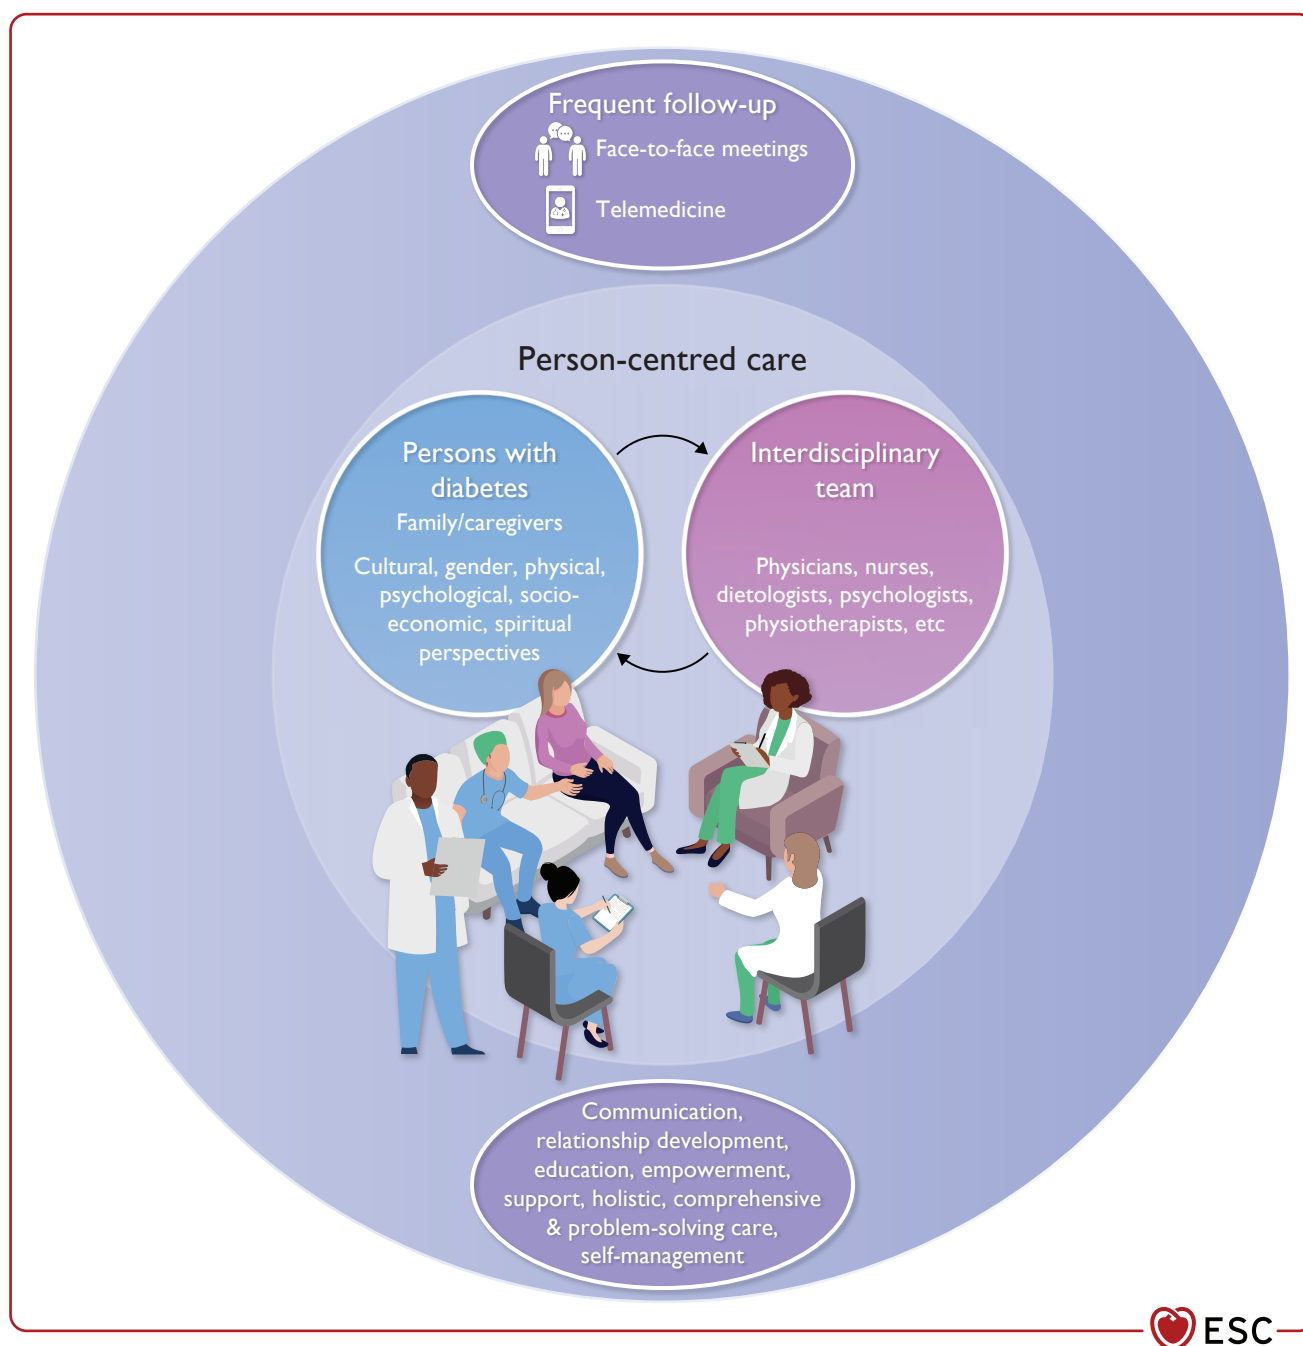 Frequent follow-up
Face-to-face meetings
Telemedicine
Person-centred care
Persons with
diabetes
Family/caregivers
Cultural, gender, physical,
psychological, socio-
economic, spiritual
perspectives
Interdisciplinary
team
Physicians, nurses,
dietologists, psychologists,
physiotherapists, etc
Communication,
relationship development,
education, empowerment,
support, holistic, comprehensive
& problem-solving care,
self-management
ESC